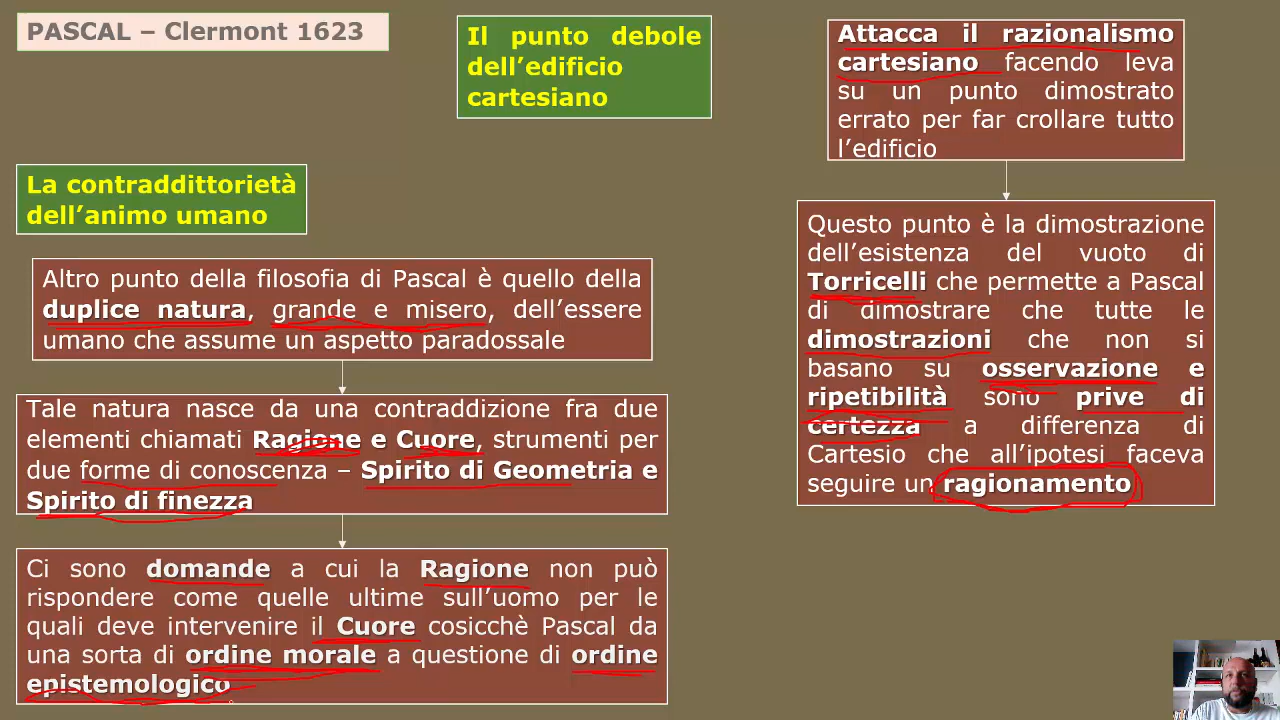 PASCAL – Clermont 1623
Il punto debole
dell'edificio
cartesiano
Attacca il razionalismo
cartesiano facendo leva
su un punto dimostrato
errato per far crollare tutto
l'edificio
Questo punto è la dimostrazione
dell'esistenza del vuoto di
Torricelli che permette a Pascal
di dimostrare che tutte le
dimostrazioni che non si
basano su osservazione e
ripetibilità sono prive di
certezza a differenza di
Cartesio che all'ipotesi faceva
seguire un ragionamento
La contraddittorietà
dell'animo umano
Altro punto della filosofia di Pascal è quello della
duplice natura, grande e misero, dell'essere
umano che assume un aspetto paradossale
Tale natura nasce da una contraddizione fra due
elementi chiamati Ragione e Cuore, strumenti per
due forme di conoscenza – Spirito di Geometria e
Spirito di finezza
Ci sono domande a cui la Ragione non può
rispondere come quelle ultime sull'uomo per le
quali deve intervenire il Cuore cosicchè Pascal da
una sorta di ordine morale a questione di ordine
epistemologico